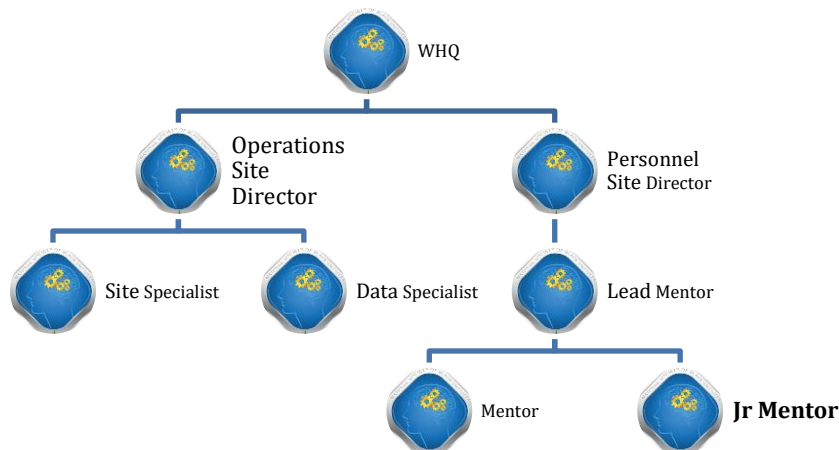 WHQ
Operations
Site
Director
Personnel
Site Director
Site Specialist
Data Specialist
Lead Mentor
Mentor
Jr Mentor